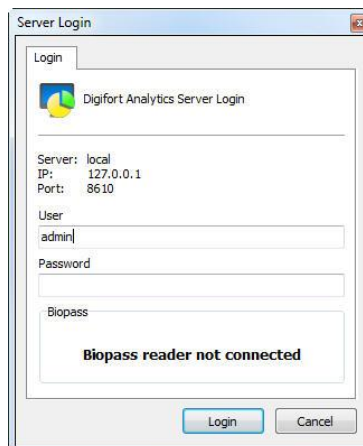 Server Login
Login
Digifort Analytics Server Login
Server: local
IP: 127.0.0.1
Port: 8610
User
admin
Password
Biopass
Biopass reader not connected
Login Cancel